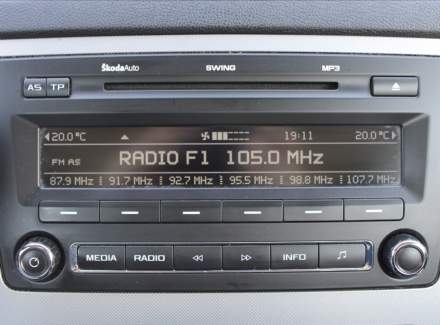 ŠkodaAuto SWING MP3
AS TP
20.0 °C 19:11 20.0 °C
FM AS RADIO F1 105.0 MHz
87.9 MHz 91.7 MHz 92.7 MHz 95.5 MHz 98.8 MHz 107.7 MHz
MEDIA RADIO INFO